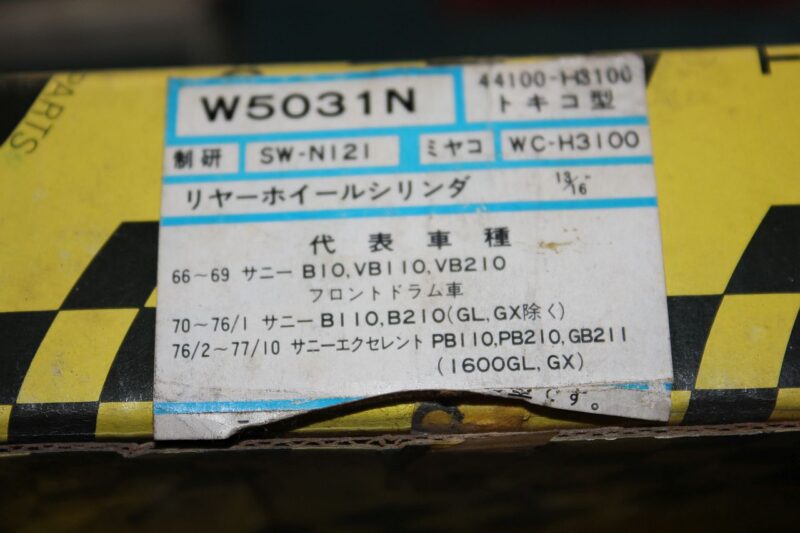 PARTS
W5031N
44100-H3100
トキコ型
制研 SW-N121 ミヤコ WC-H3100
リヤーホイールシリンダ 13/16"
代表車種
66~69 サニー B10,VB110,VB210
フロントドラム車
70~76/1 サニー B110,B210(GL,GX除く)
76/2~77/10 サニーエクセレント PB110,PB210,GB211
(1600GL,GX)
です。